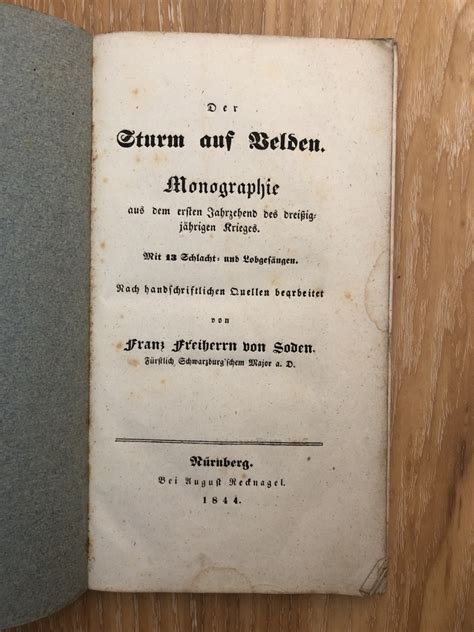 Der
Sturm auf Velden.
Monographie
aus dem ersten Jahrzehend des dreißig-
jährigen Krieges.
Mit 13 Schlacht- und Lobgesängen.
Nach handschriftlichen Quellen bearbeitet
von
Franz Freiherrn von Soden.
Fürstlich Schwarzburg'schem Major a. D.
Nürnberg.
Bei August Recknagel.
1844.